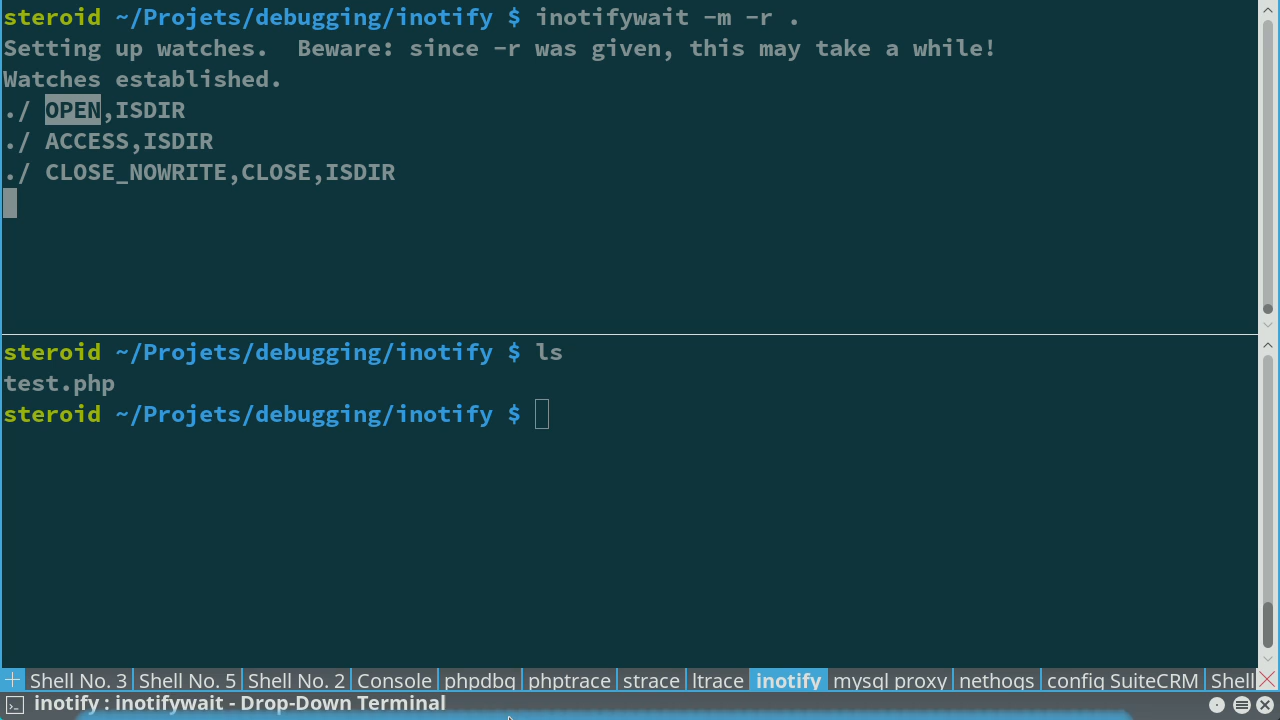 steroid ~/Projets/debugging/inotify $ inotifywait -m -r .
Setting up watches.  Beware: since -r was given, this may take a while!
Watches established.
./ OPEN,ISDIR
./ ACCESS,ISDIR
./ CLOSE_NOWRITE,CLOSE,ISDIR
steroid ~/Projets/debugging/inotify $ ls
test.php
steroid ~/Projets/debugging/inotify $
Shell No. 3 Shell No. 5 Shell No. 2 Console phpdbg phptrace strace ltrace inotify mysql proxy nethogs config SuiteCRM Shell
inotify : inotifywait - Drop-Down Terminal